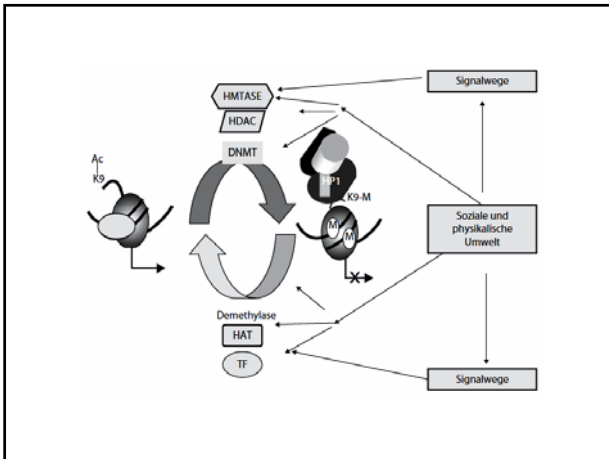 HMTASE
HDAC
DNMT
Signalwege
Ac
K9
HP1
K9-M
M
M
Soziale und
physikalische
Umwelt
X
Demethylase
HAT
TF
Signalwege